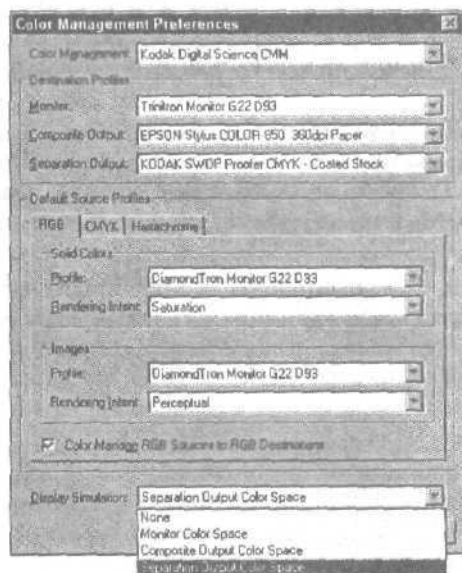 Color Management Preferences
Color Management: Kodak Digital Science CMM
Destination Profiles
Monitor: Trinitron Monitor G22 D93
Composite Output: EPSON Stylus COLOR 850 360dpi Paper
Separation Output: KODAK SWOP Proofer CMYK - Coated Stock
Default Source Profiles
RGB CMYK Hexachrome
Solid Colors
Profile: DiamondTron Monitor G22 D93
Rendering Intent: Saturation
Images
Profile: DiamondTron Monitor G22 D93
Rendering Intent: Perceptual
Color Manage RGB Sources to RGB Destinations
Display Simulation: Separation Output Color Space
None
Monitor Color Space
Composite Output Color Space
Separation Output Color Space